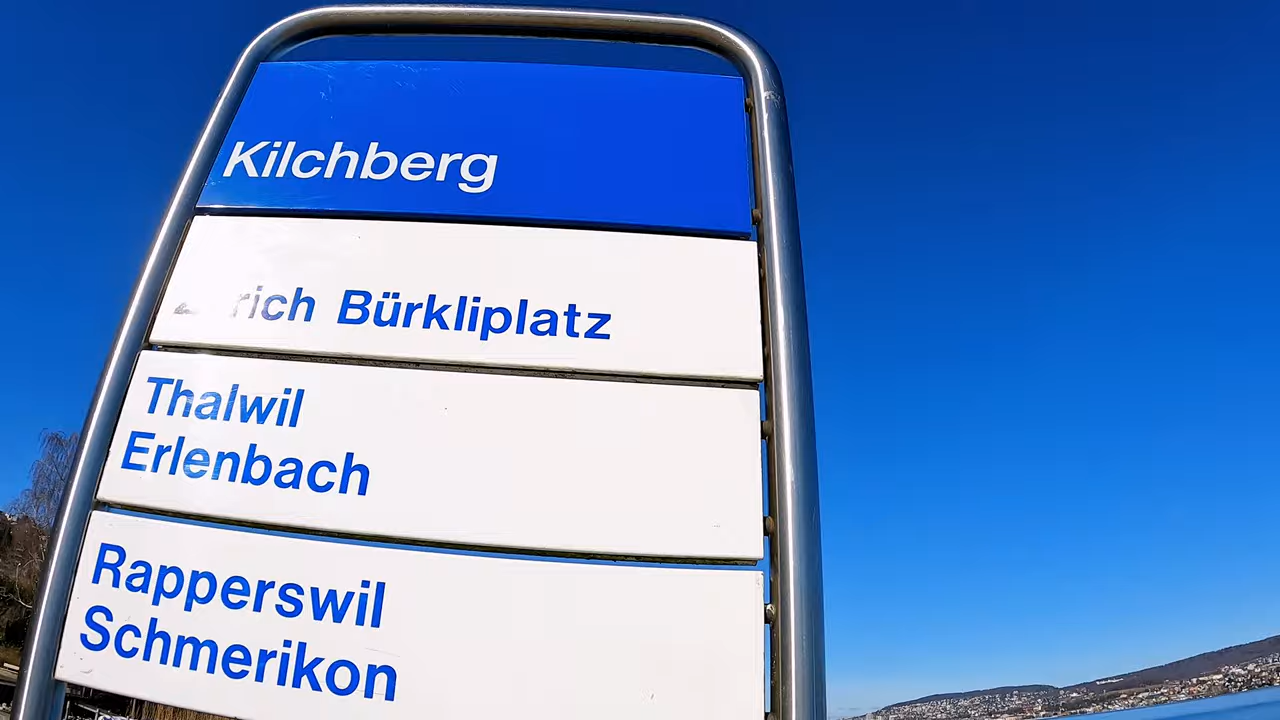 Kilchberg
rich Bürkliplatz
Thalwil
Erlenbach
Rapperswil
Schmerikon